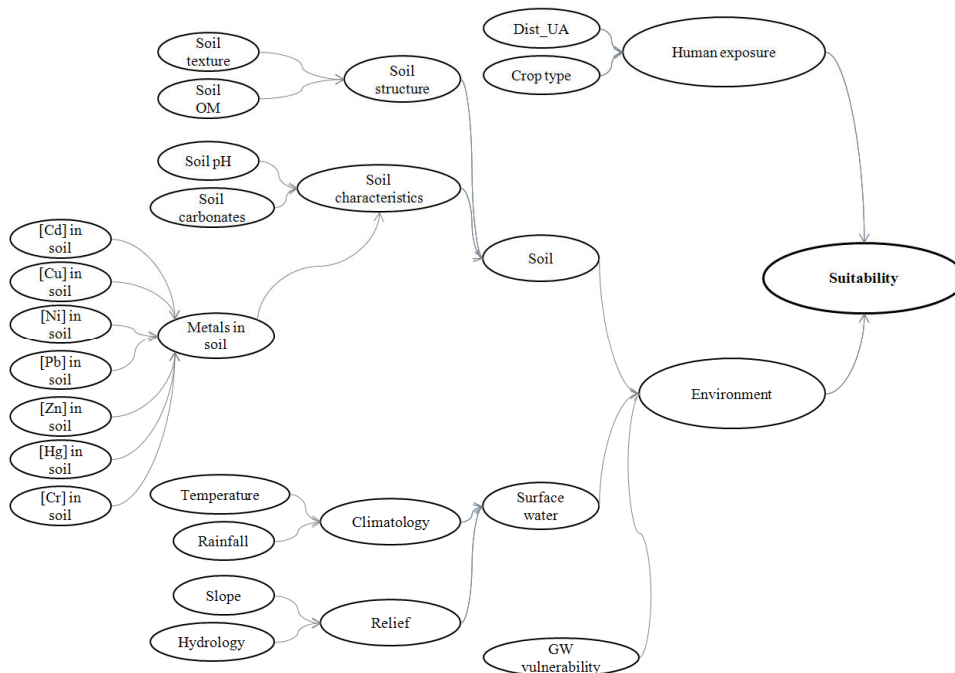 Dist_UA
Human exposure
Crop type
Soil
texture
Soil
OM
Soil
structure
Soil pH
Soil
carbonates
Soil
characteristics
[Cd] in
soil
[Cu] in
soil
[Ni] in
soil
[Pb] in
soil
[Zn] in
soil
[Hg] in
soil
[Cr] in
soil
Metals in
soil
Soil
Suitability
Environment
Temperature
Rainfall
Climatology
Surface
water
Slope
Hydrology
Relief
GW
vulnerability